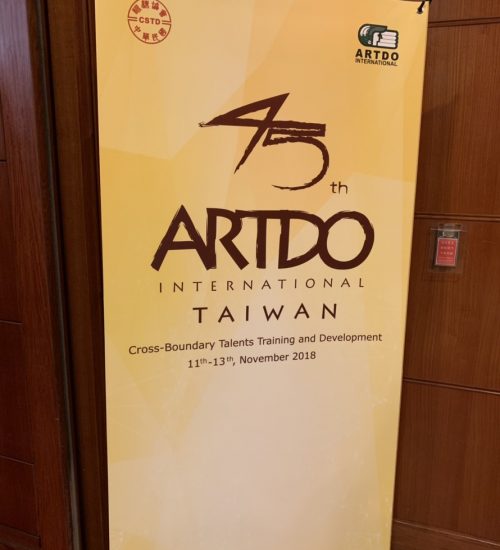 CSTD
ARTDO
INTERNATIONAL
45th
ARTDO
INTERNATIONAL
TAIWAN
Cross-Boundary Talents Training and Development
11th-13th, November 2018